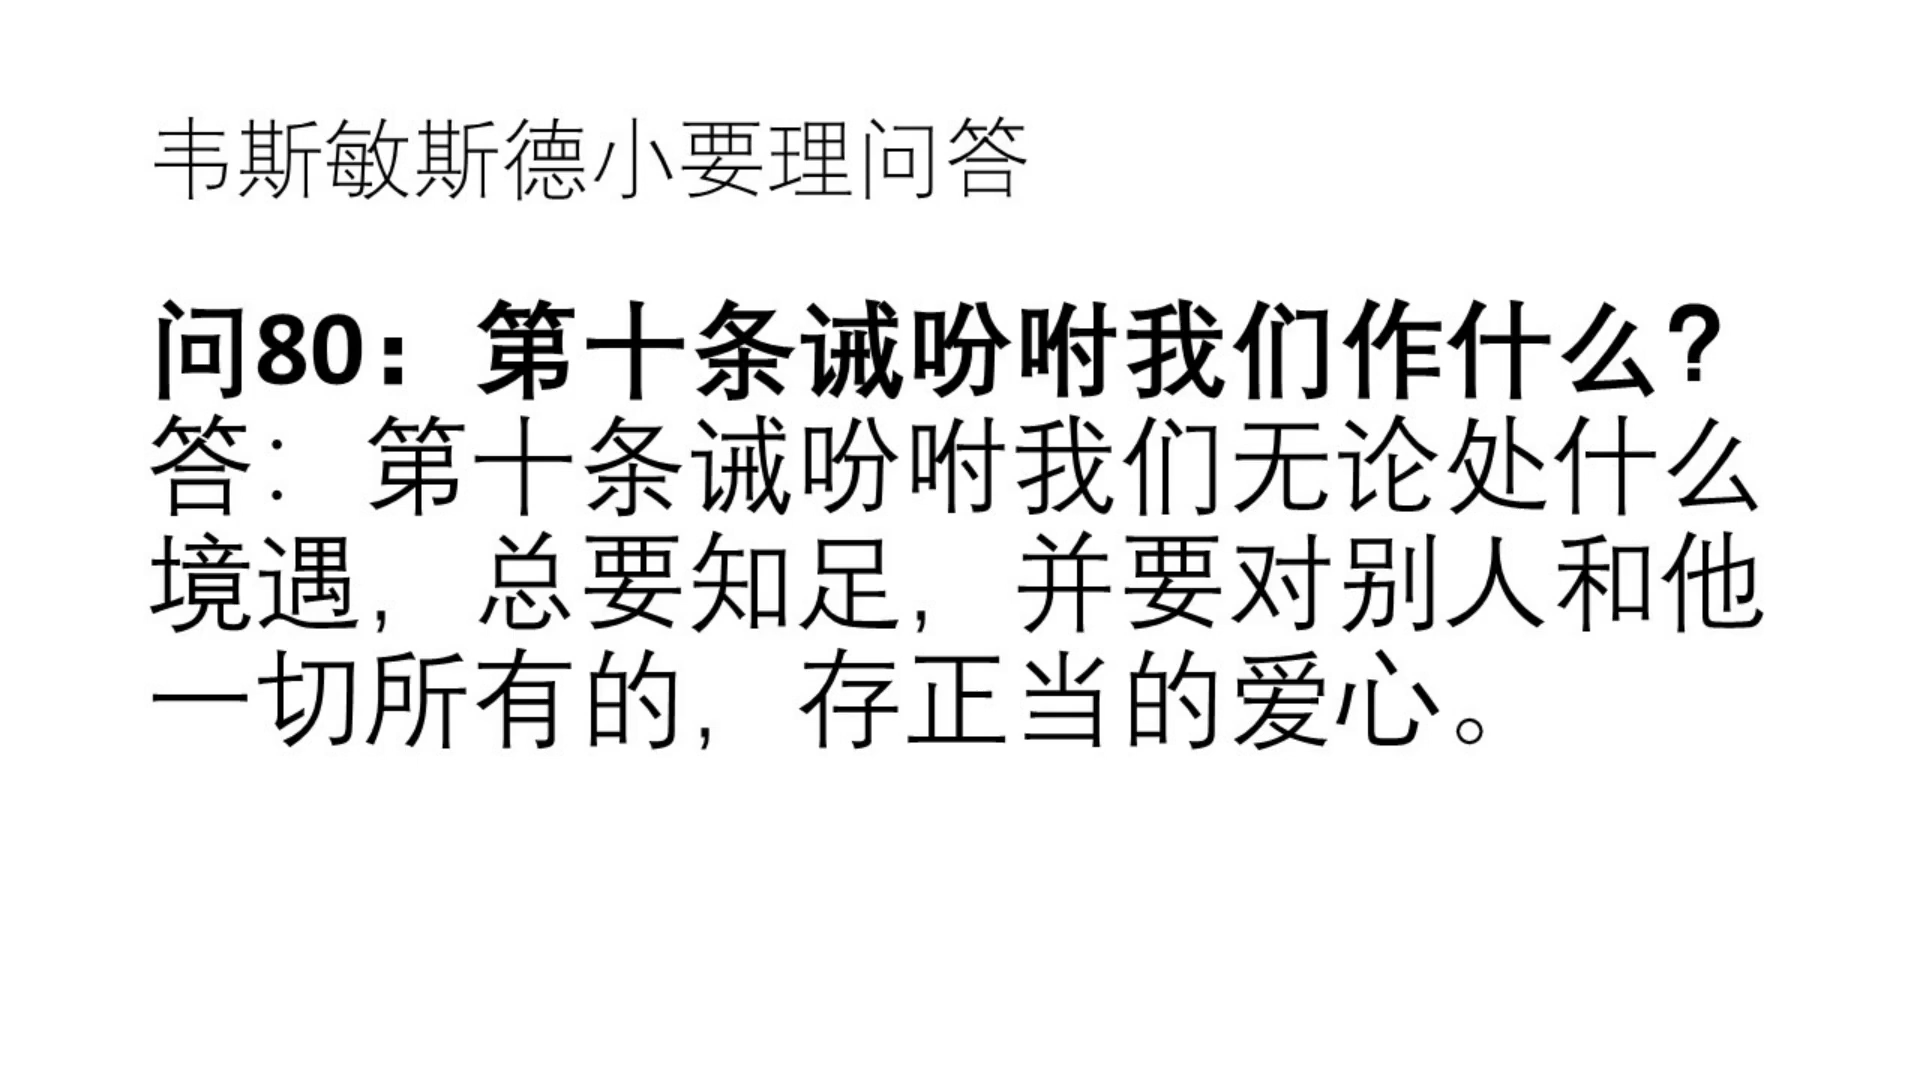 韦斯敏斯德小要理问答
问80：第十条诫吩咐我们作什么？
答：第十条诫吩咐我们无论处什么
境遇，总要知足，并要对别人和他
一切所有的，存正当的爱心。